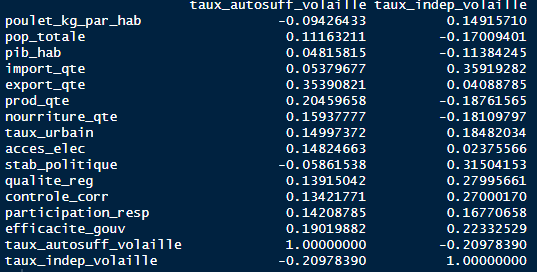 taux_autosuff_volaille taux_indep_volaille
poulet_kg_par_hab -0.09426433 0.14915710
pop_totale 0.11163211 -0.17009401
pib_hab 0.04815815 -0.11384245
import_qte 0.05379677 0.35919282
export_qte 0.35390821 0.04088785
prod_qte 0.20459658 -0.18761565
nourriture_qte 0.15937777 -0.18109797
taux_urbain 0.14997372 0.18482034
acces_elec 0.14824663 0.02375566
stab_politique -0.05861538 0.31504153
qualite_reg 0.13915042 0.27995661
controle_corr 0.13421771 0.27000170
participation_resp 0.14208785 0.16770658
efficacite_gouv 0.19019882 0.22332529
taux_autosuff_volaille 1.00000000 -0.20978390
taux_indep_volaille -0.20978390 1.00000000